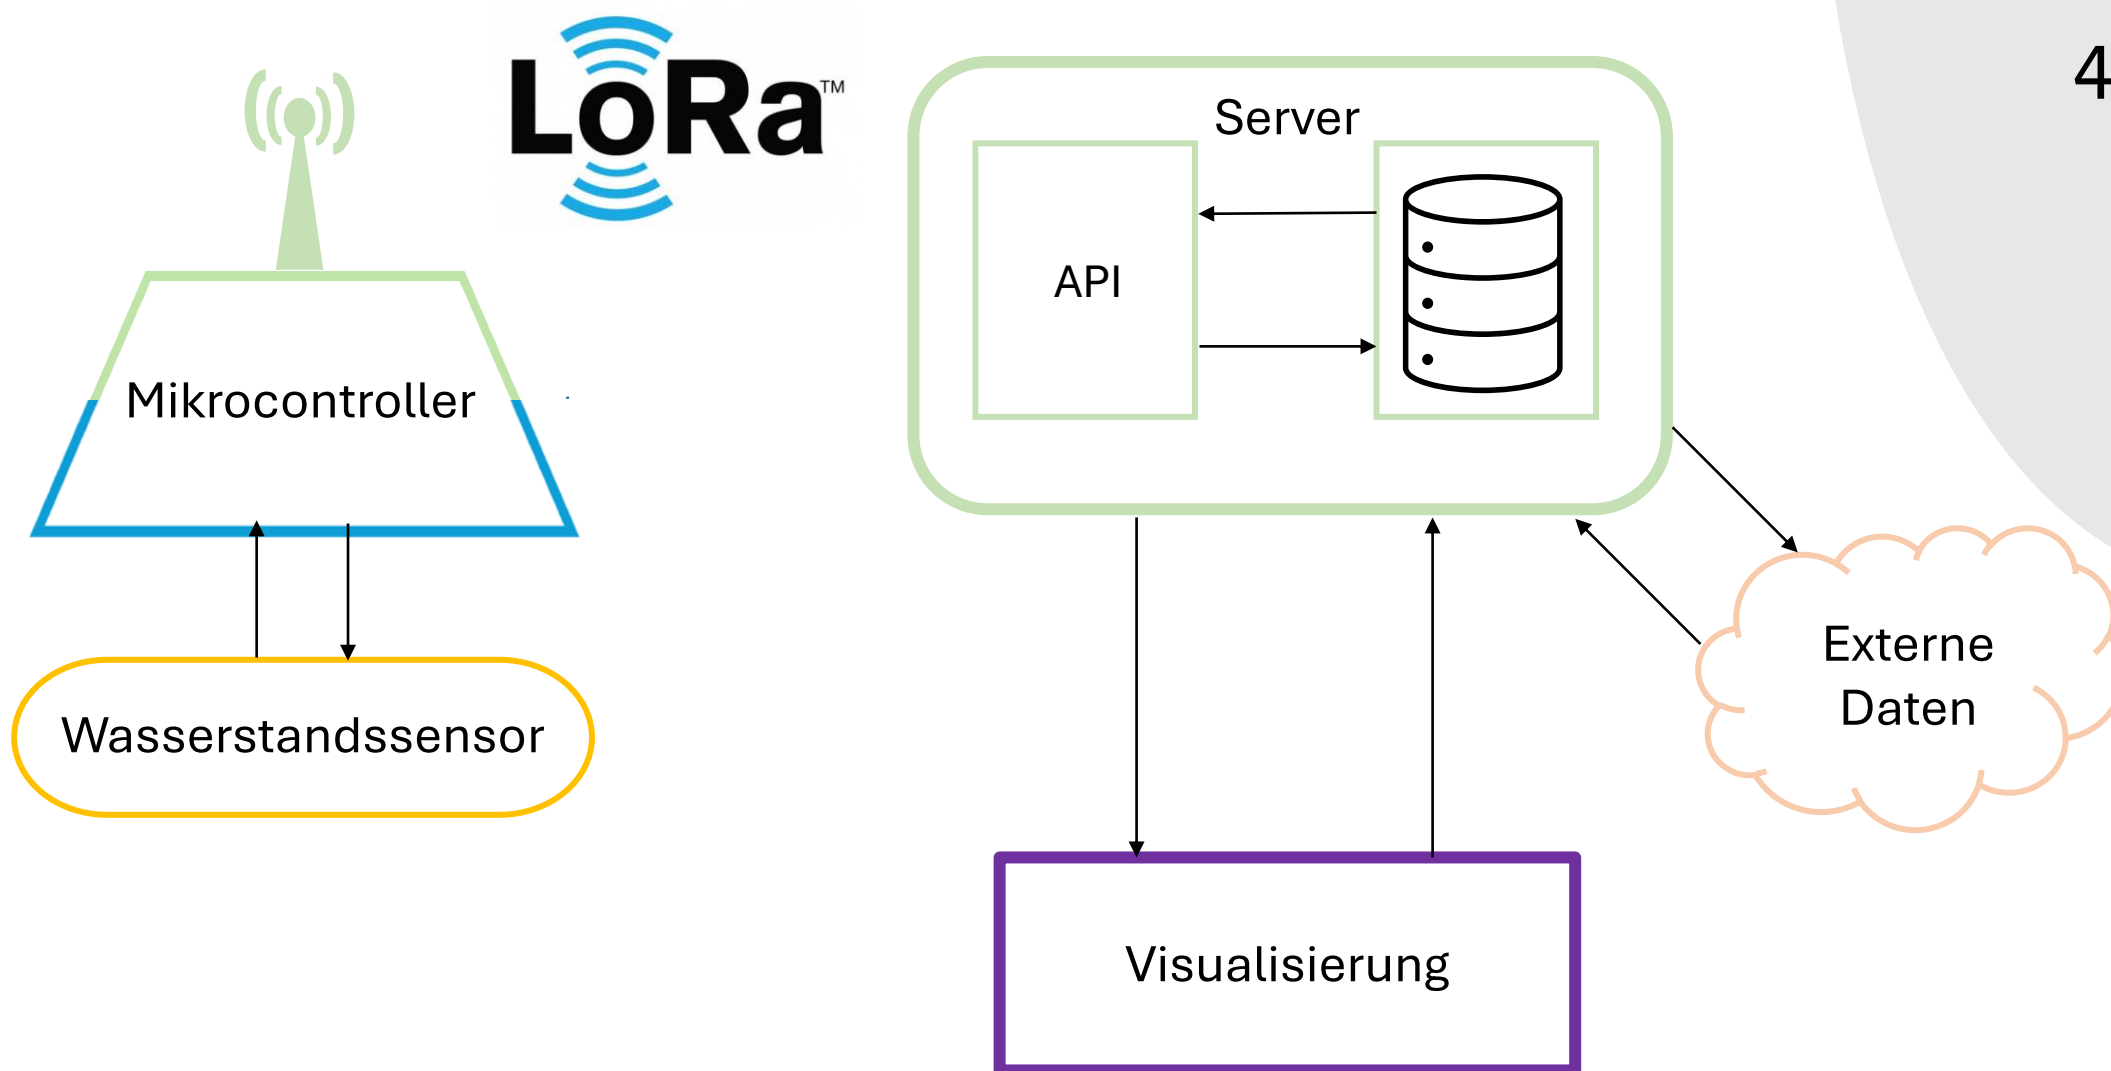 LoRa™
4
Server
API
Mikrocontroller
Externe
Daten
Wasserstandssensor
Visualisierung